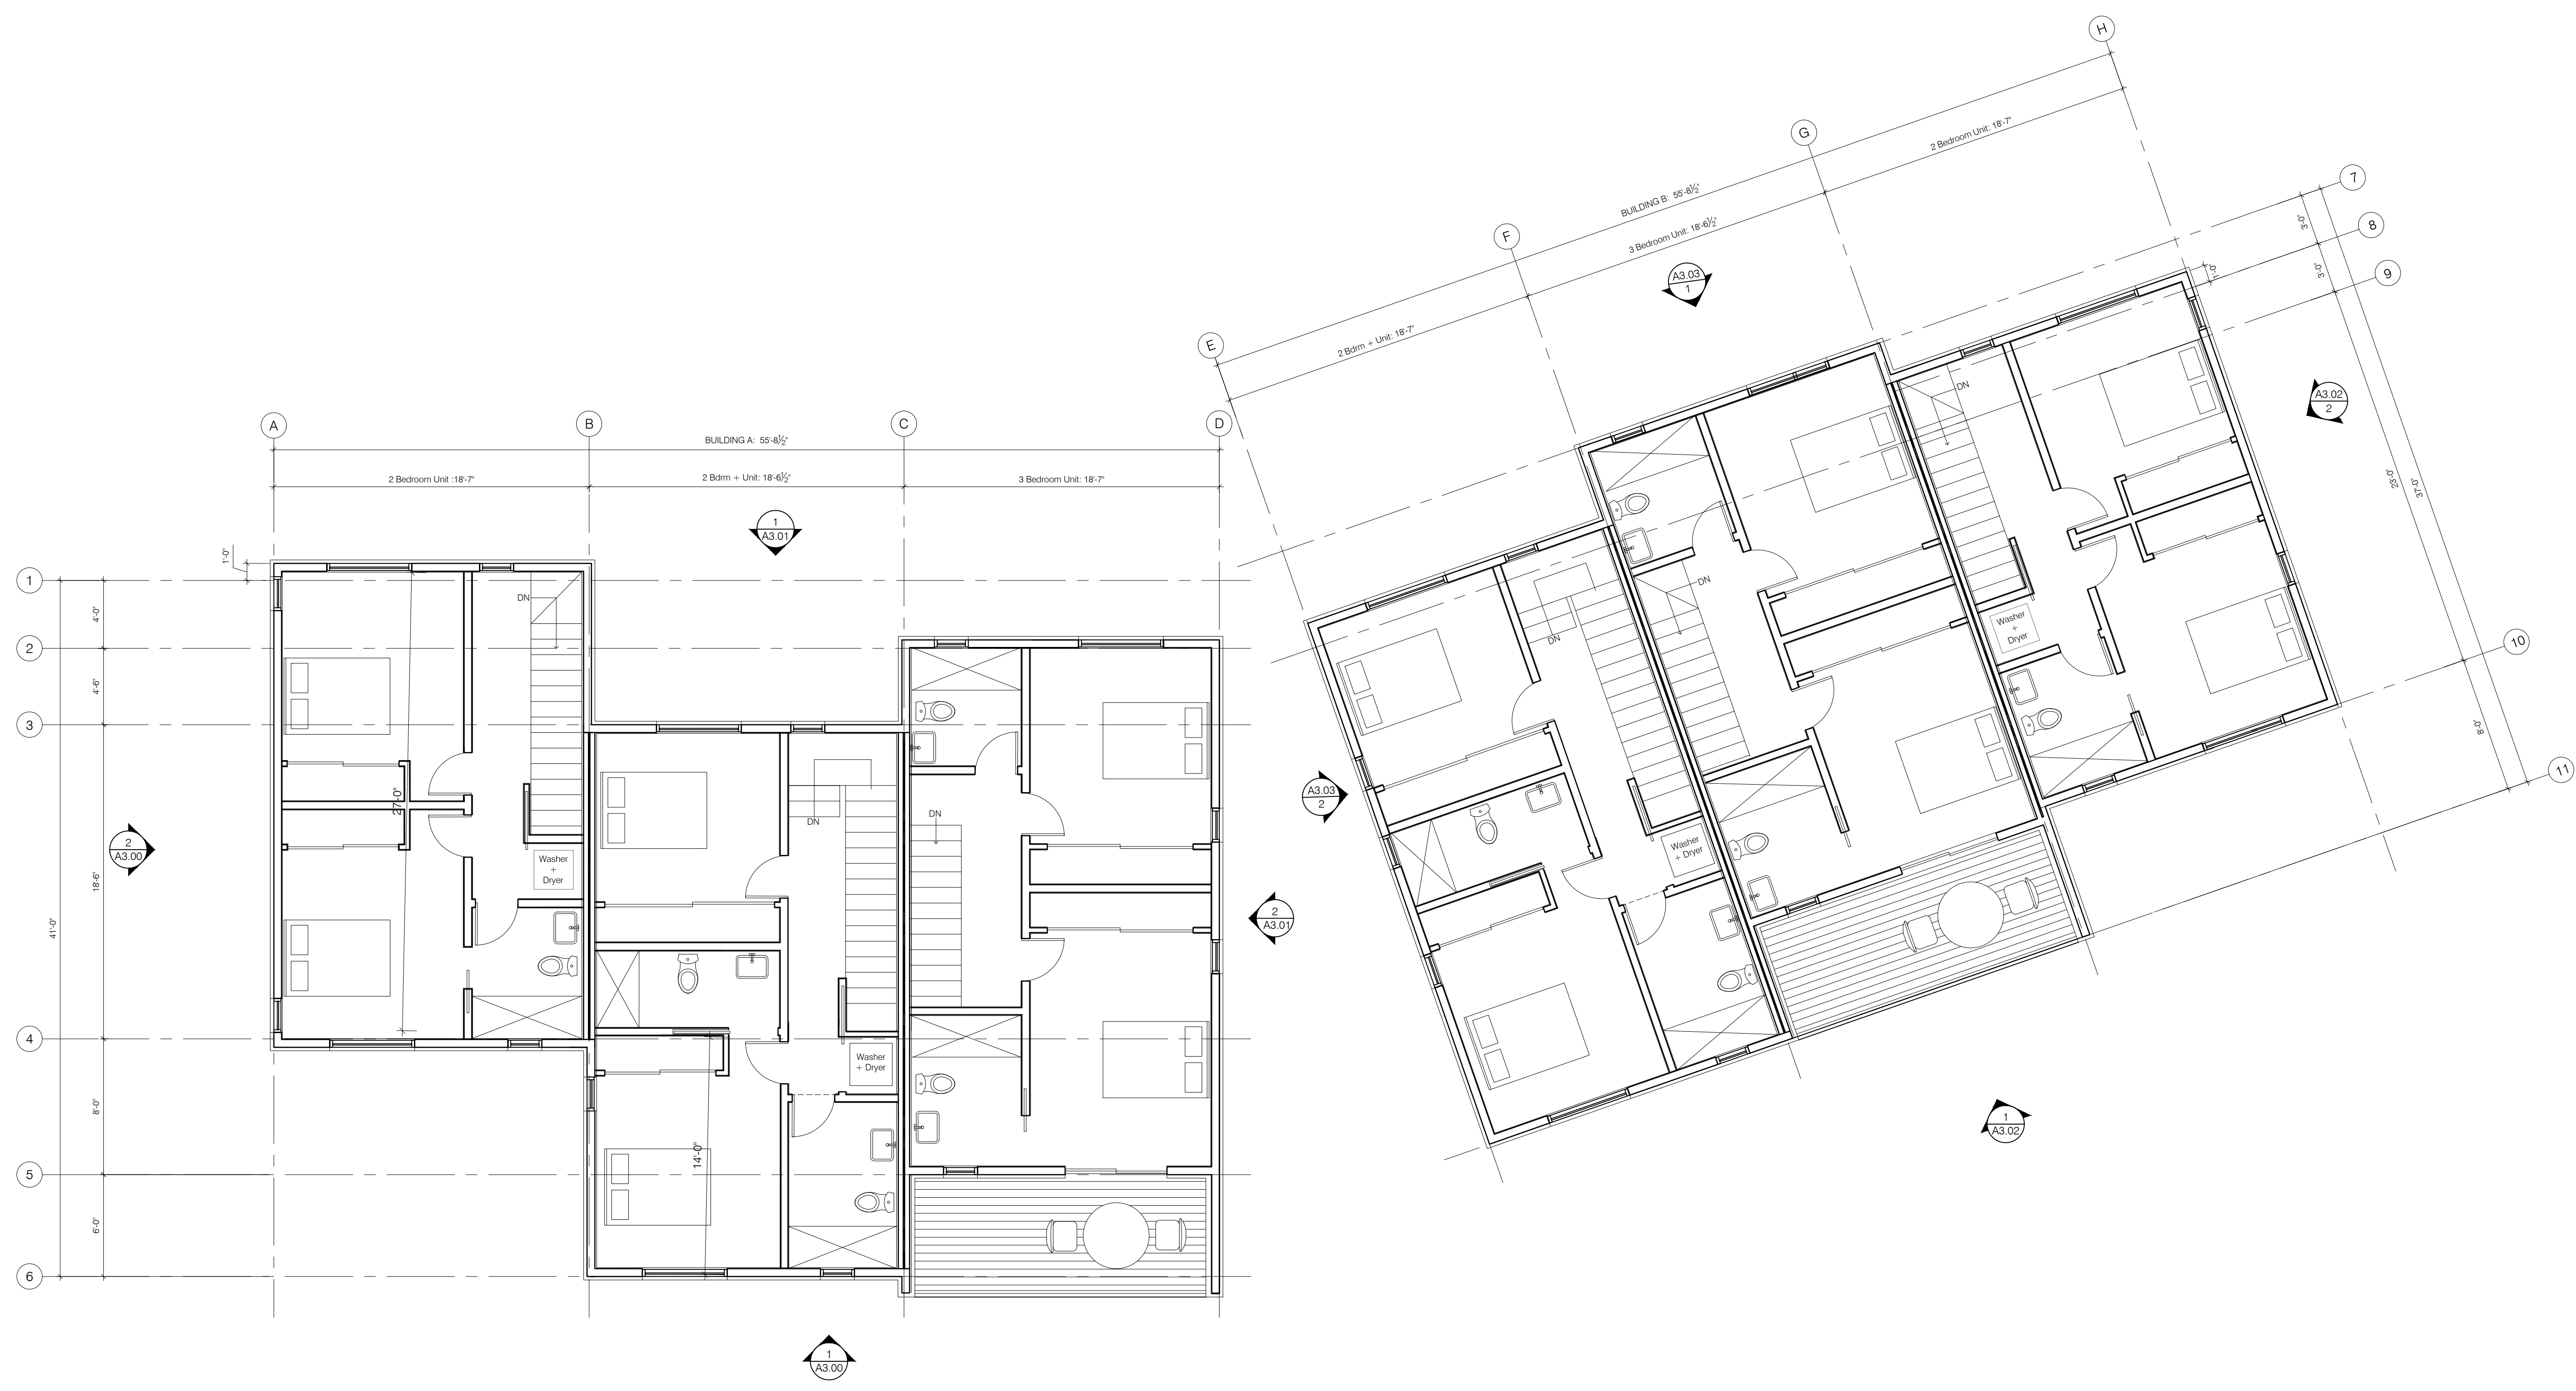 A
B
C
D
BUILDING A: 55'-8½"
2 Bedroom Unit :18'-7"
2 Bdrm + Unit: 18'-6½"
3 Bedroom Unit: 18'-7"
1
A3.01
1'-0"
1
2
3
4
5
6
4'-0"
4'-6"
18'-6"
8'-0"
6'-0"
41'-0"
2
A3.00
DN
27'-0"
Washer
+
Dryer
DN
Washer
+ Dryer
14'-0"
DN
2
A3.01
1
A3.00
E
F
G
H
BUILDING B: 55'-8½"
2 Bdrm + Unit: 18'-7"
3 Bedroom Unit: 18'-6½"
2 Bedroom Unit: 18'-7"
A3.03
1
7
8
9
10
11
3'-0"
3'-0"
1'-0"
23'-0"
37'-0"
8'-0"
A3.02
2
A3.03
2
DN
Washer
+ Dryer
DN
DN
Washer
+
Dryer
1
A3.02